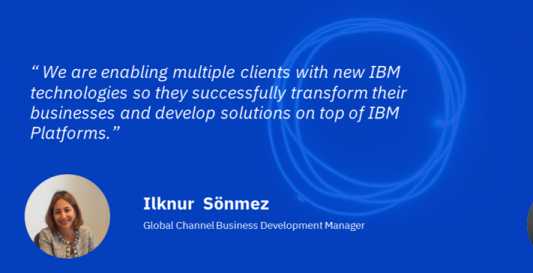 “ We are enabling multiple clients with new IBM
technologies so they successfully transform their
businesses and develop solutions on top of IBM
Platforms.”
Ilknur Sönmez
Global Channel Business Development Manager